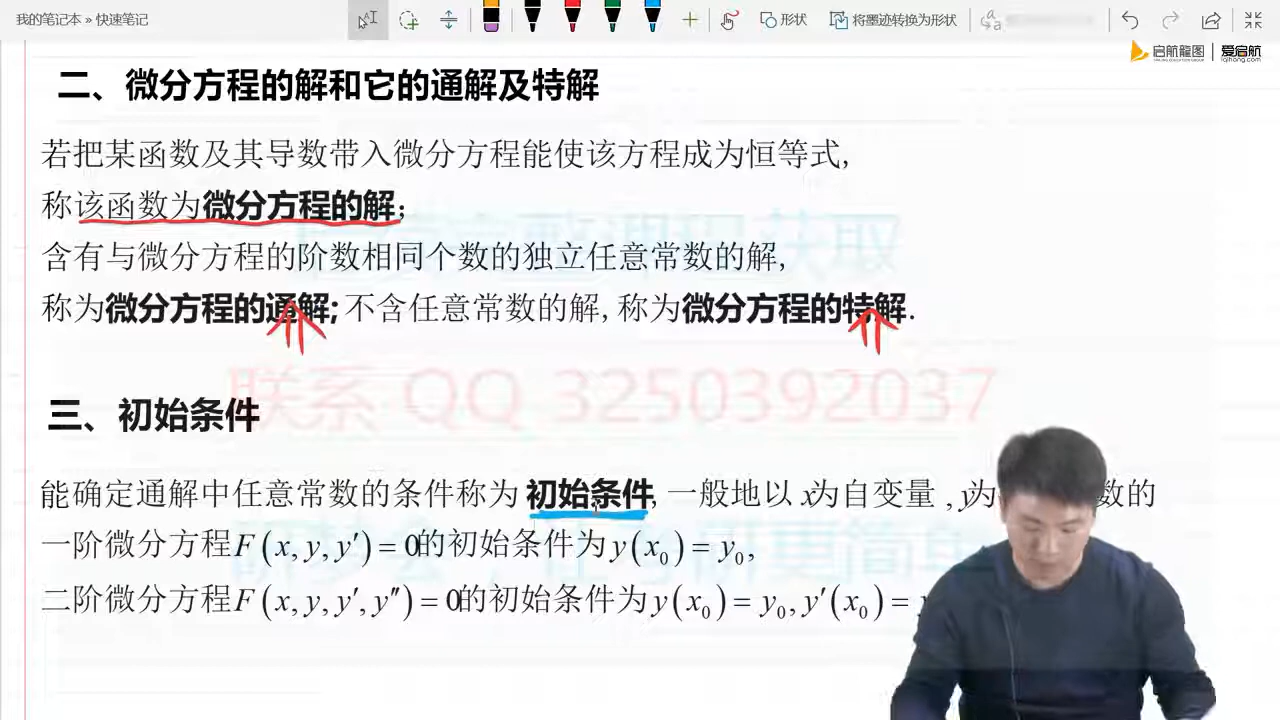 我的笔记本 » 快速笔记
形状 将墨迹转换为形状
启航龍图 爱启航
iqihang.com
二、微分方程的解和它的通解及特解
若把某函数及其导数带入微分方程能使该方程成为恒等式,
称该函数为微分方程的解;
含有与微分方程的阶数相同个数的独立任意常数的解,
称为微分方程的通解; 不含任意常数的解, 称为微分方程的特解.
联系 QQ 3250392037
三、初始条件
能确定通解中任意常数的条件称为 初始条件, 一般地以 x为自变量 , y为 数的
一阶微分方程F(x, y, y′) = 0的初始条件为y(x₀) = y₀,
二阶微分方程F(x, y, y′, y″) = 0的初始条件为y(x₀) = y₀, y′(x₀) =